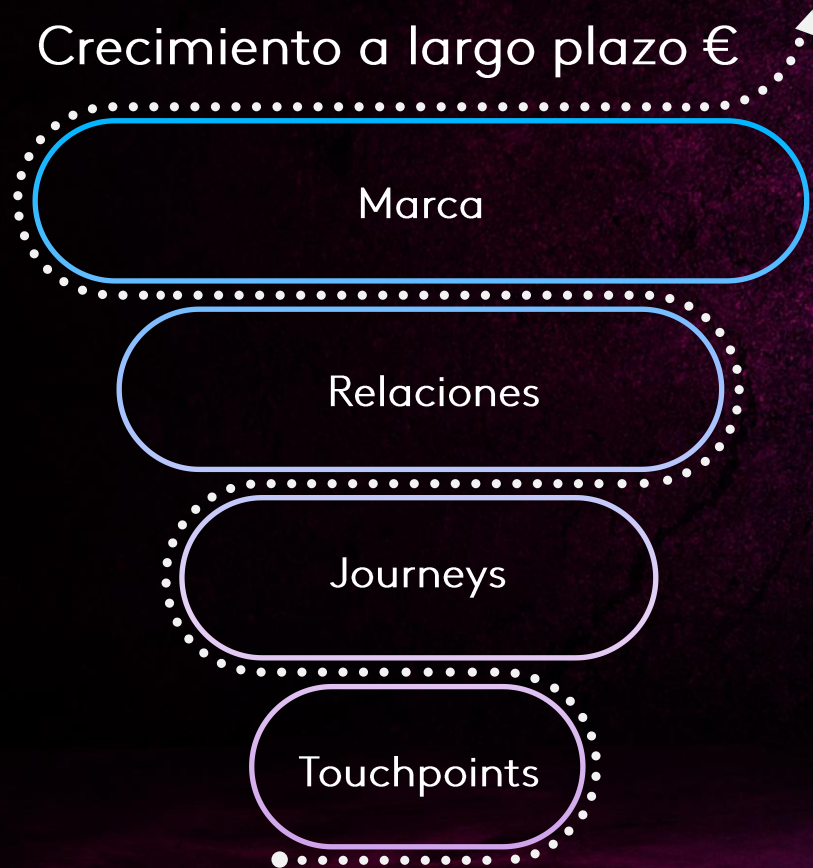 Crecimiento a largo plazo €
Marca
Relaciones
Journeys
Touchpoints